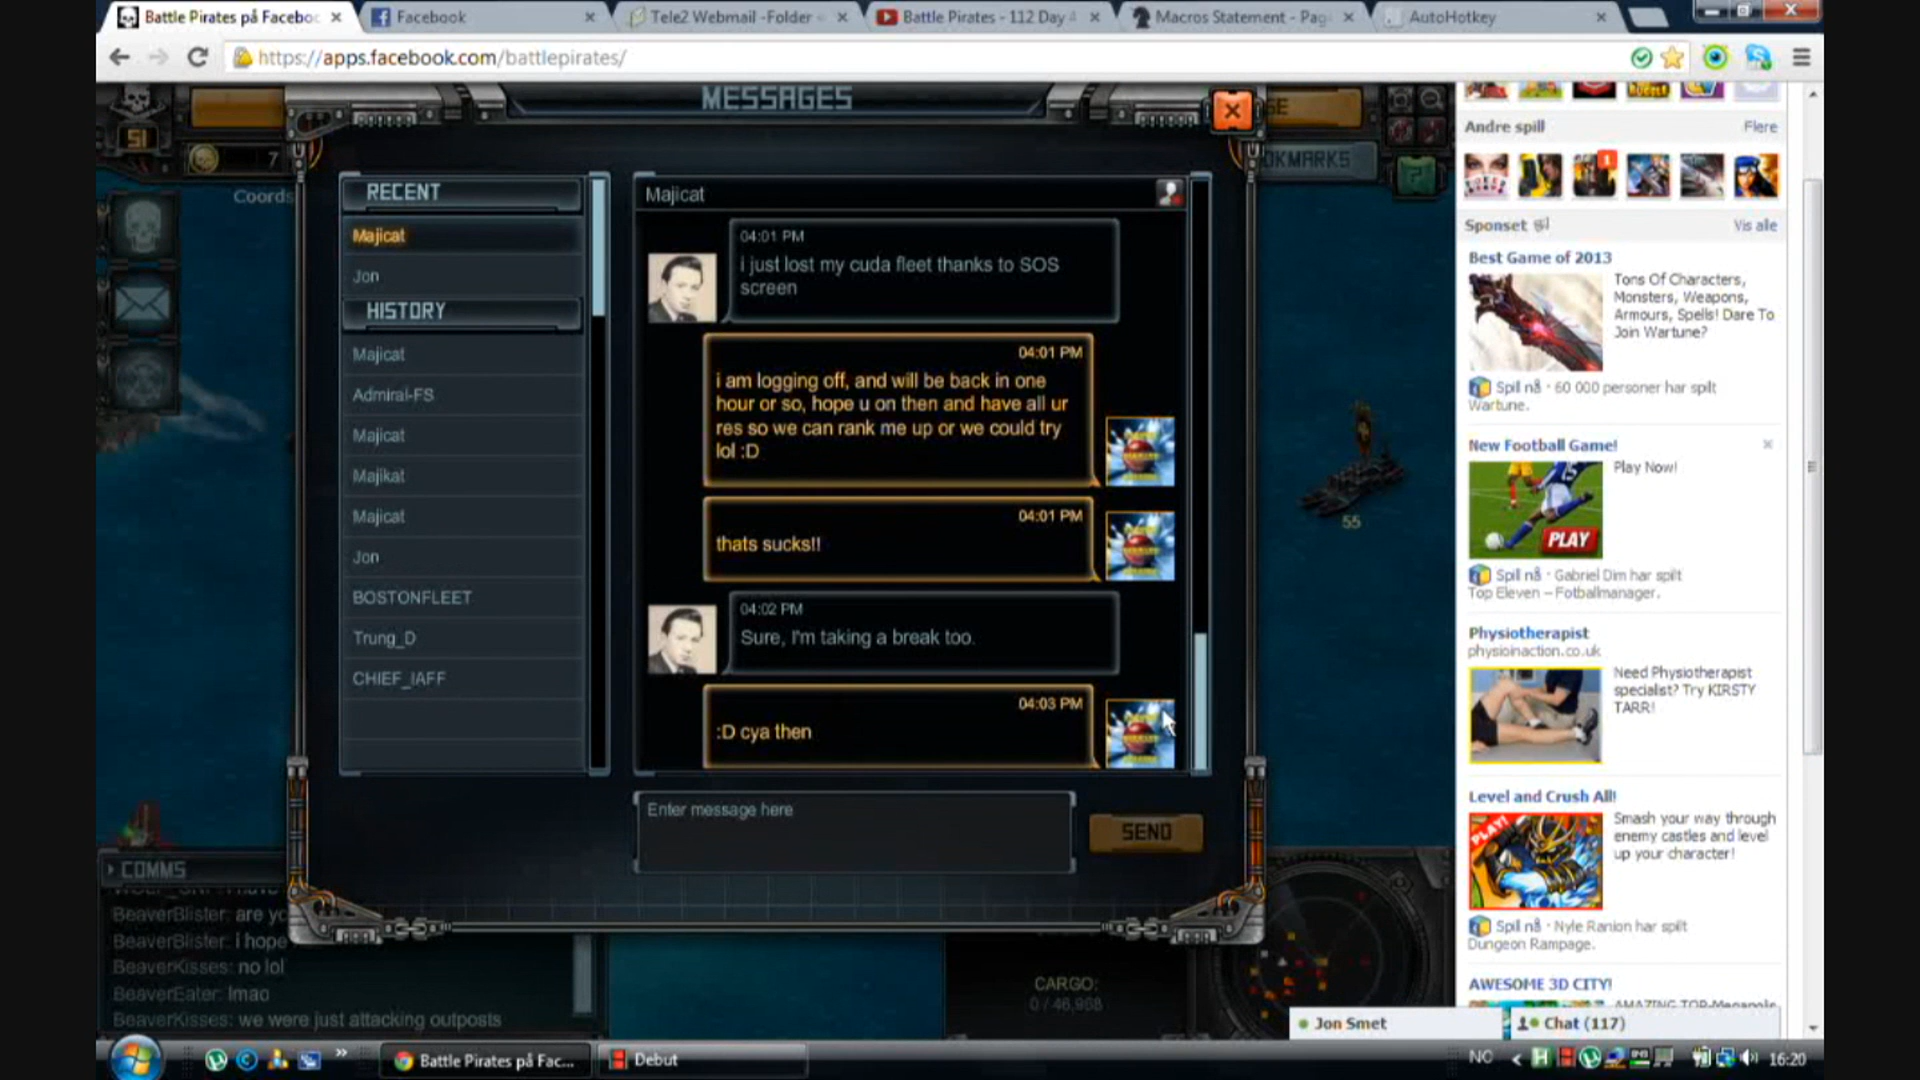 Battle Pirates på Faceboo
Facebook
Tele2 Webmail -Folder
Battle Pirates - 112 Day
Macros Statement - Pag
AutoHotkey
https://apps.facebook.com/battlepirates/
MESSAGES
51
7
Coords
OKMARKS
RECENT
Majicat
Jon
HISTORY
Majicat
Admiral-FS
Majicat
Majikat
Majicat
Jon
BOSTONFLEET
Trung_D
CHIEF_IAFF
Majicat
04:01 PM
i just lost my cuda fleet thanks to SOS
screen
04:01 PM
i am logging off, and will be back in one
hour or so, hope u on then and have all ur
res so we can rank me up or we could try
lol :D
04:01 PM
thats sucks!!
04:02 PM
Sure, I'm taking a break too.
04:03 PM
:D cya then
Enter message here
SEND
55
COMMS
BeaverBlister: are yo
BeaverBlister: i hope
BeaverKisses: no lol
BeaverEater: lmao
BeaverKisses: we were just attacking outposts
CARGO:
0 / 46,968
Andre spill
Flere
1
Sponset
Vis alle
Best Game of 2013
Tons Of Characters,
Monsters, Weapons,
Armours, Spells! Dare To
Join Wartune?
Spill nå · 60 000 personer har spilt
Wartune.
New Football Game!
Play Now!
PLAY
Spill nå · Gabriel Dim har spilt
Top Eleven – Fotballmanager.
Physiotherapist
physioinaction.co.uk
Need Physiotherapist
specialist? Try KIRSTY
TARR!
Level and Crush All!
PLAY!
Smash your way through
enemy castles and level
up your character!
Spill nå · Nyle Ranion har spilt
Dungeon Rampage.
AWESOME 3D CITY!
Jon Smet
Chat (117)
Battle Pirates på Fac...
Debut
NO
16:20